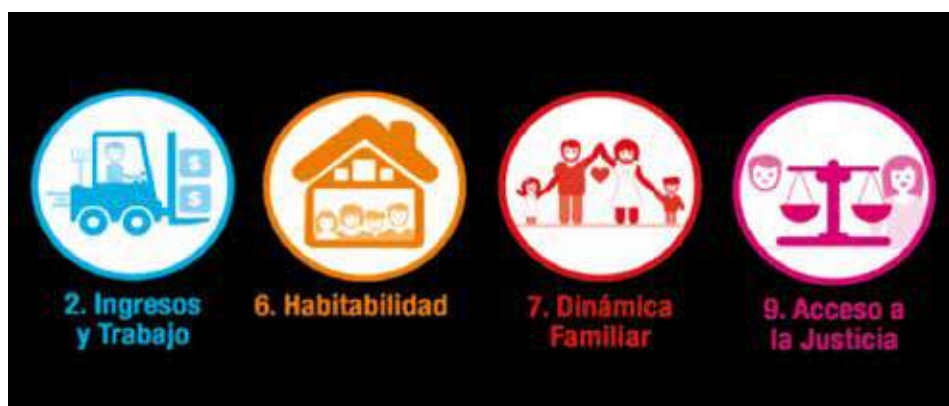 $
$
2. Ingresos
y Trabajo
6. Habitabilidad
7. Dinámica
Familiar
9. Acceso a
la Justicia